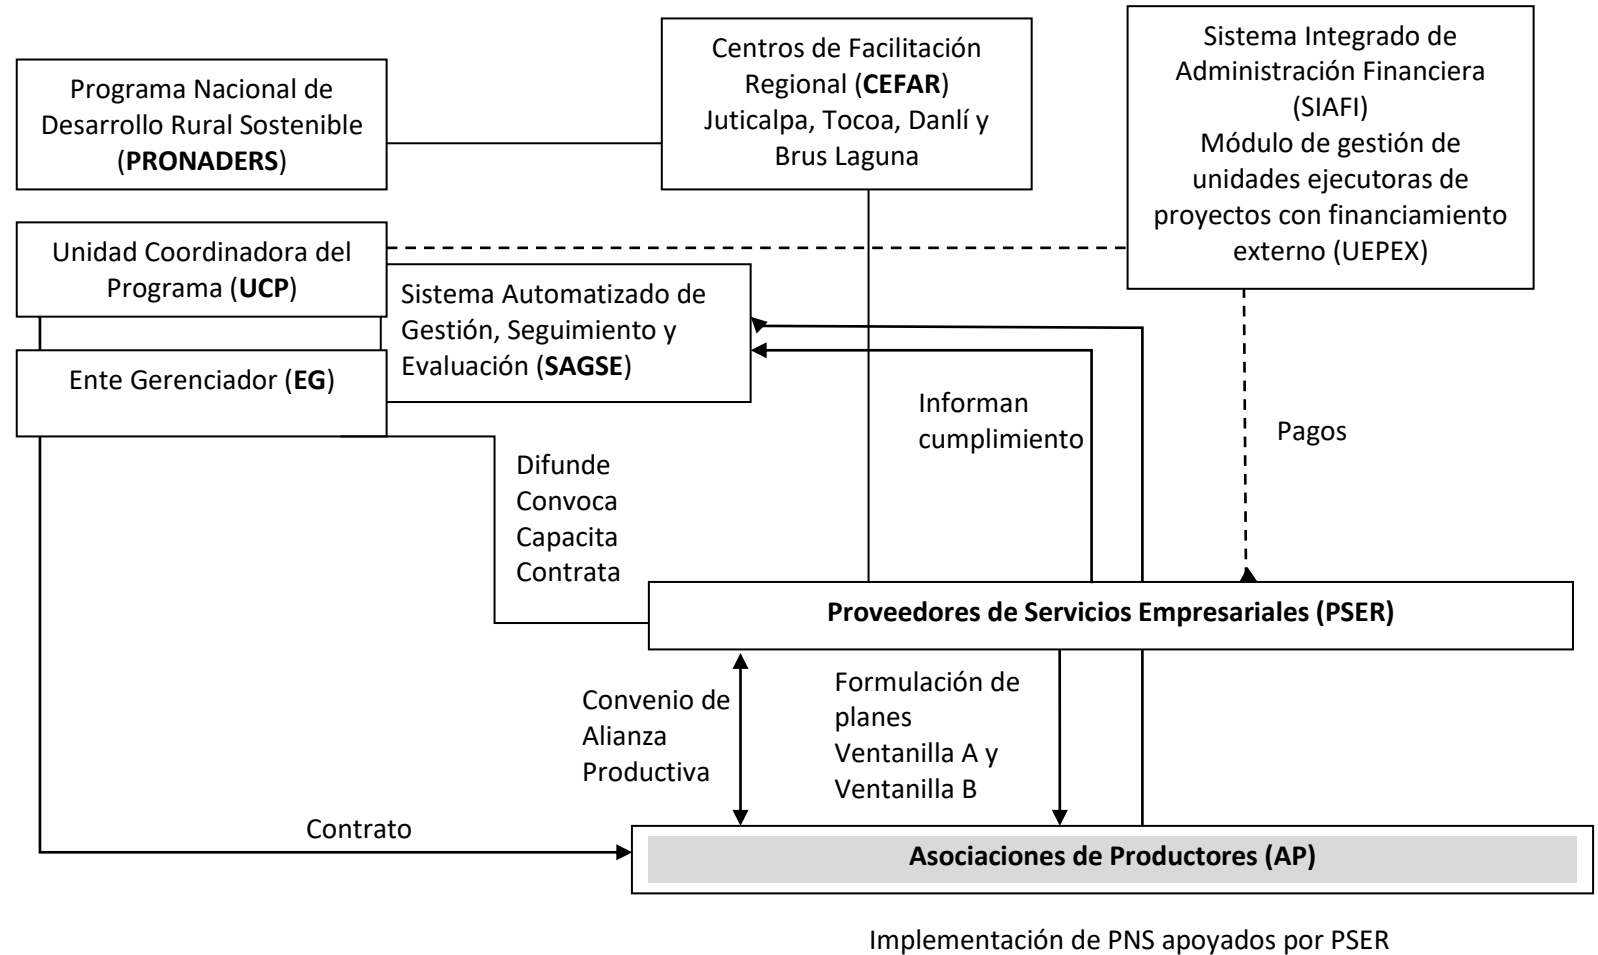 Programa Nacional de
Desarrollo Rural Sostenible
(PRONADERS)
Centros de Facilitación
Regional (CEFAR)
Juticalpa, Tocoa, Danlí y
Brus Laguna
Sistema Integrado de
Administración Financiera
(SIAFI)
Módulo de gestión de
unidades ejecutoras de
proyectos con financiamiento
externo (UEPEX)
Unidad Coordinadora del
Programa (UCP)
Sistema Automatizado de
Gestión, Seguimiento y
Evaluación (SAGSE)
Ente Gerenciador (EG)
Informan
cumplimiento
Pagos
Difunde
Convoca
Capacita
Contrata
Proveedores de Servicios Empresariales (PSER)
Convenio de
Alianza
Productiva
Formulación de
planes
Ventanilla A y
Ventanilla B
Contrato
Asociaciones de Productores (AP)
Implementación de PNS apoyados por PSER